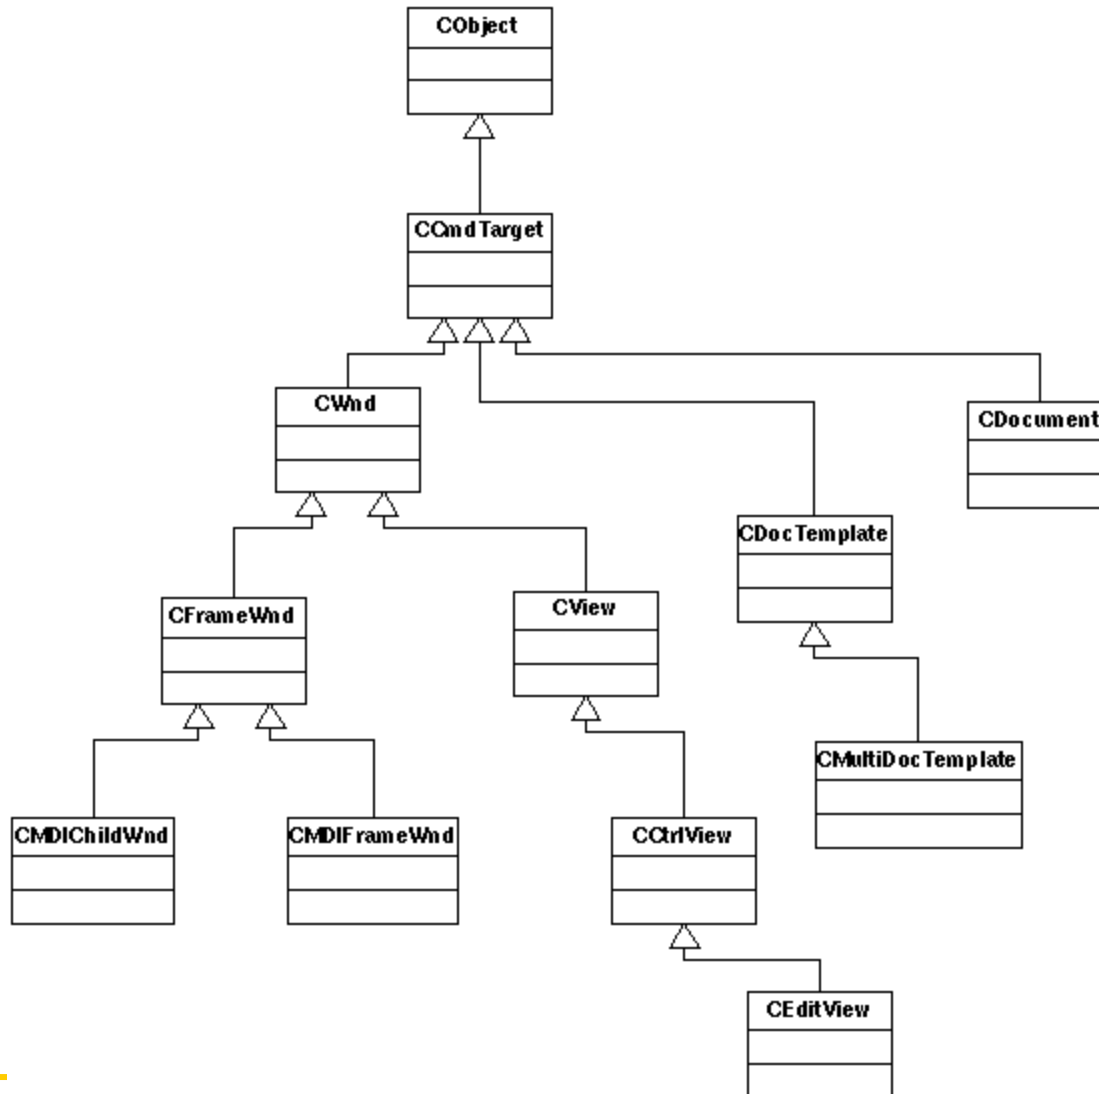 CObject
CCmdTarget
CWnd
CDocument
CDocTemplate
CFrameWnd
CView
CMultiDocTemplate
CMDIChildWnd
CMDIFrameWnd
CCtrlView
CEditView